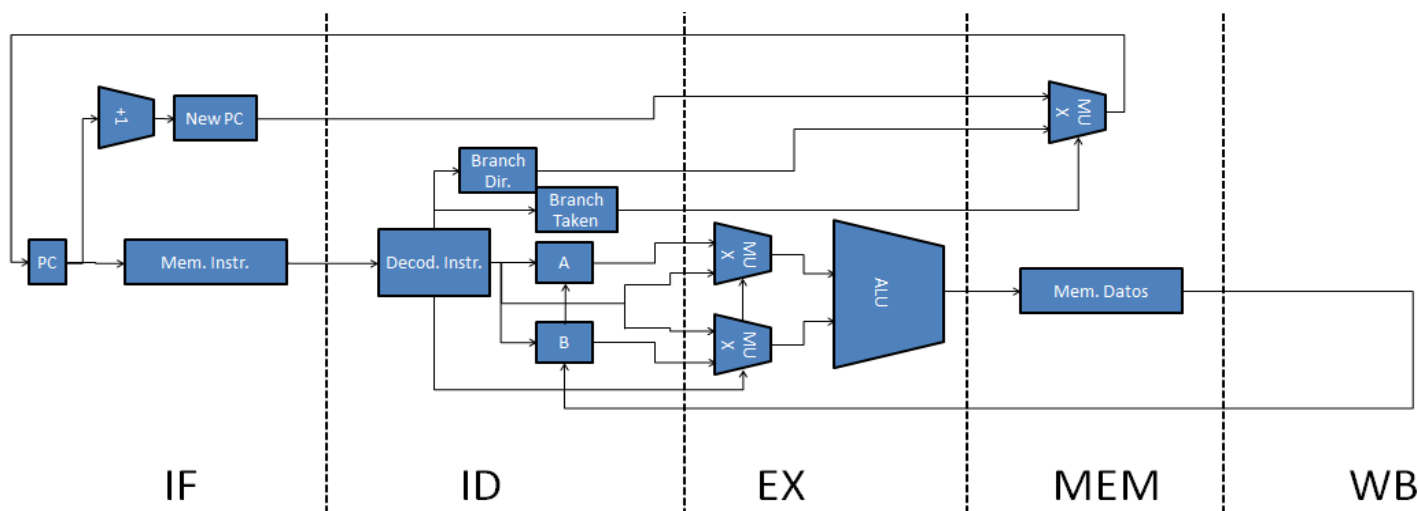 +1
New PC
MU
X
Branch
Dir.
Branch
Taken
PC
Mem. Instr.
Decod. Instr.
A
MU
X
ALU
Mem. Datos
B
MU
X
IF
ID
EX
MEM
WB